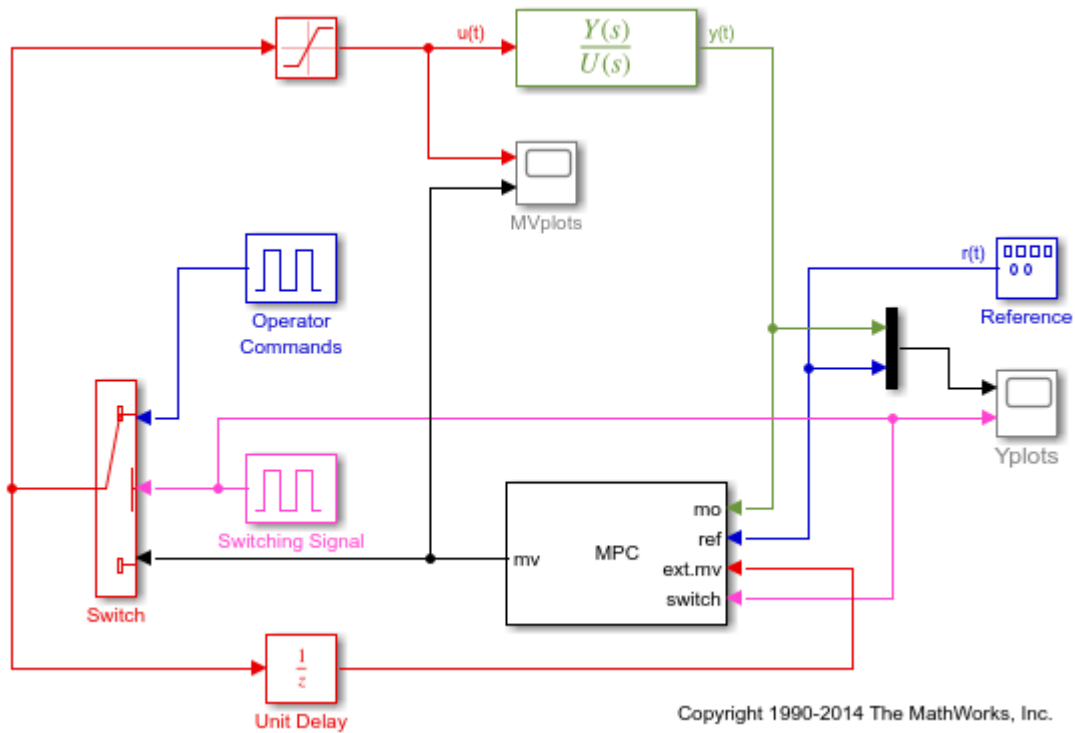 u(t)
Y(s)
U(s)
y(t)
MVplots
r(t)
Reference
Operator
Commands
Yplots
Switching Signal
mo
ref
ext.mv
switch
MPC
mv
Switch
1
z
Unit Delay
Copyright 1990-2014 The MathWorks, Inc.